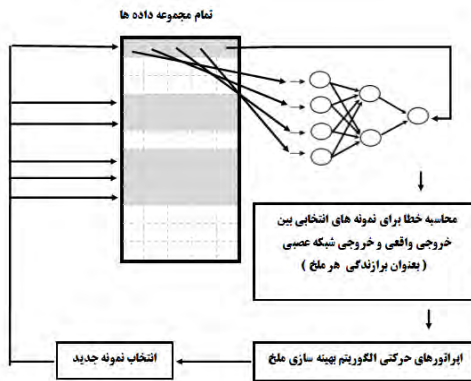 تمام مجموعه داده ها
محاسبه خطا برای نمونه های انتخابی بین
خروجی واقعی و خروجی شبکه عصبی
( بعنوان برازندگی هر ملخ )
اپراتورهای حرکتی الگوریتم بهینه سازی ملخ
انتخاب نمونه جدید